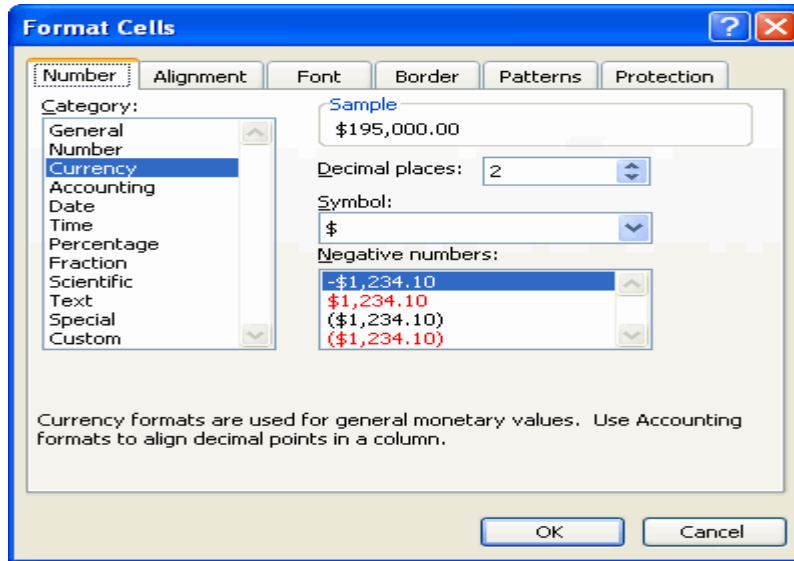 Format Cells
Number Alignment Font Border Patterns Protection
Category:
General
Number
Currency
Accounting
Date
Time
Percentage
Fraction
Scientific
Text
Special
Custom
Sample
$195,000.00
Decimal places: 2
Symbol:
$
Negative numbers:
-$1,234.10
$1,234.10
($1,234.10)
($1,234.10)
Currency formats are used for general monetary values.  Use Accounting
formats to align decimal points in a column.
OK Cancel